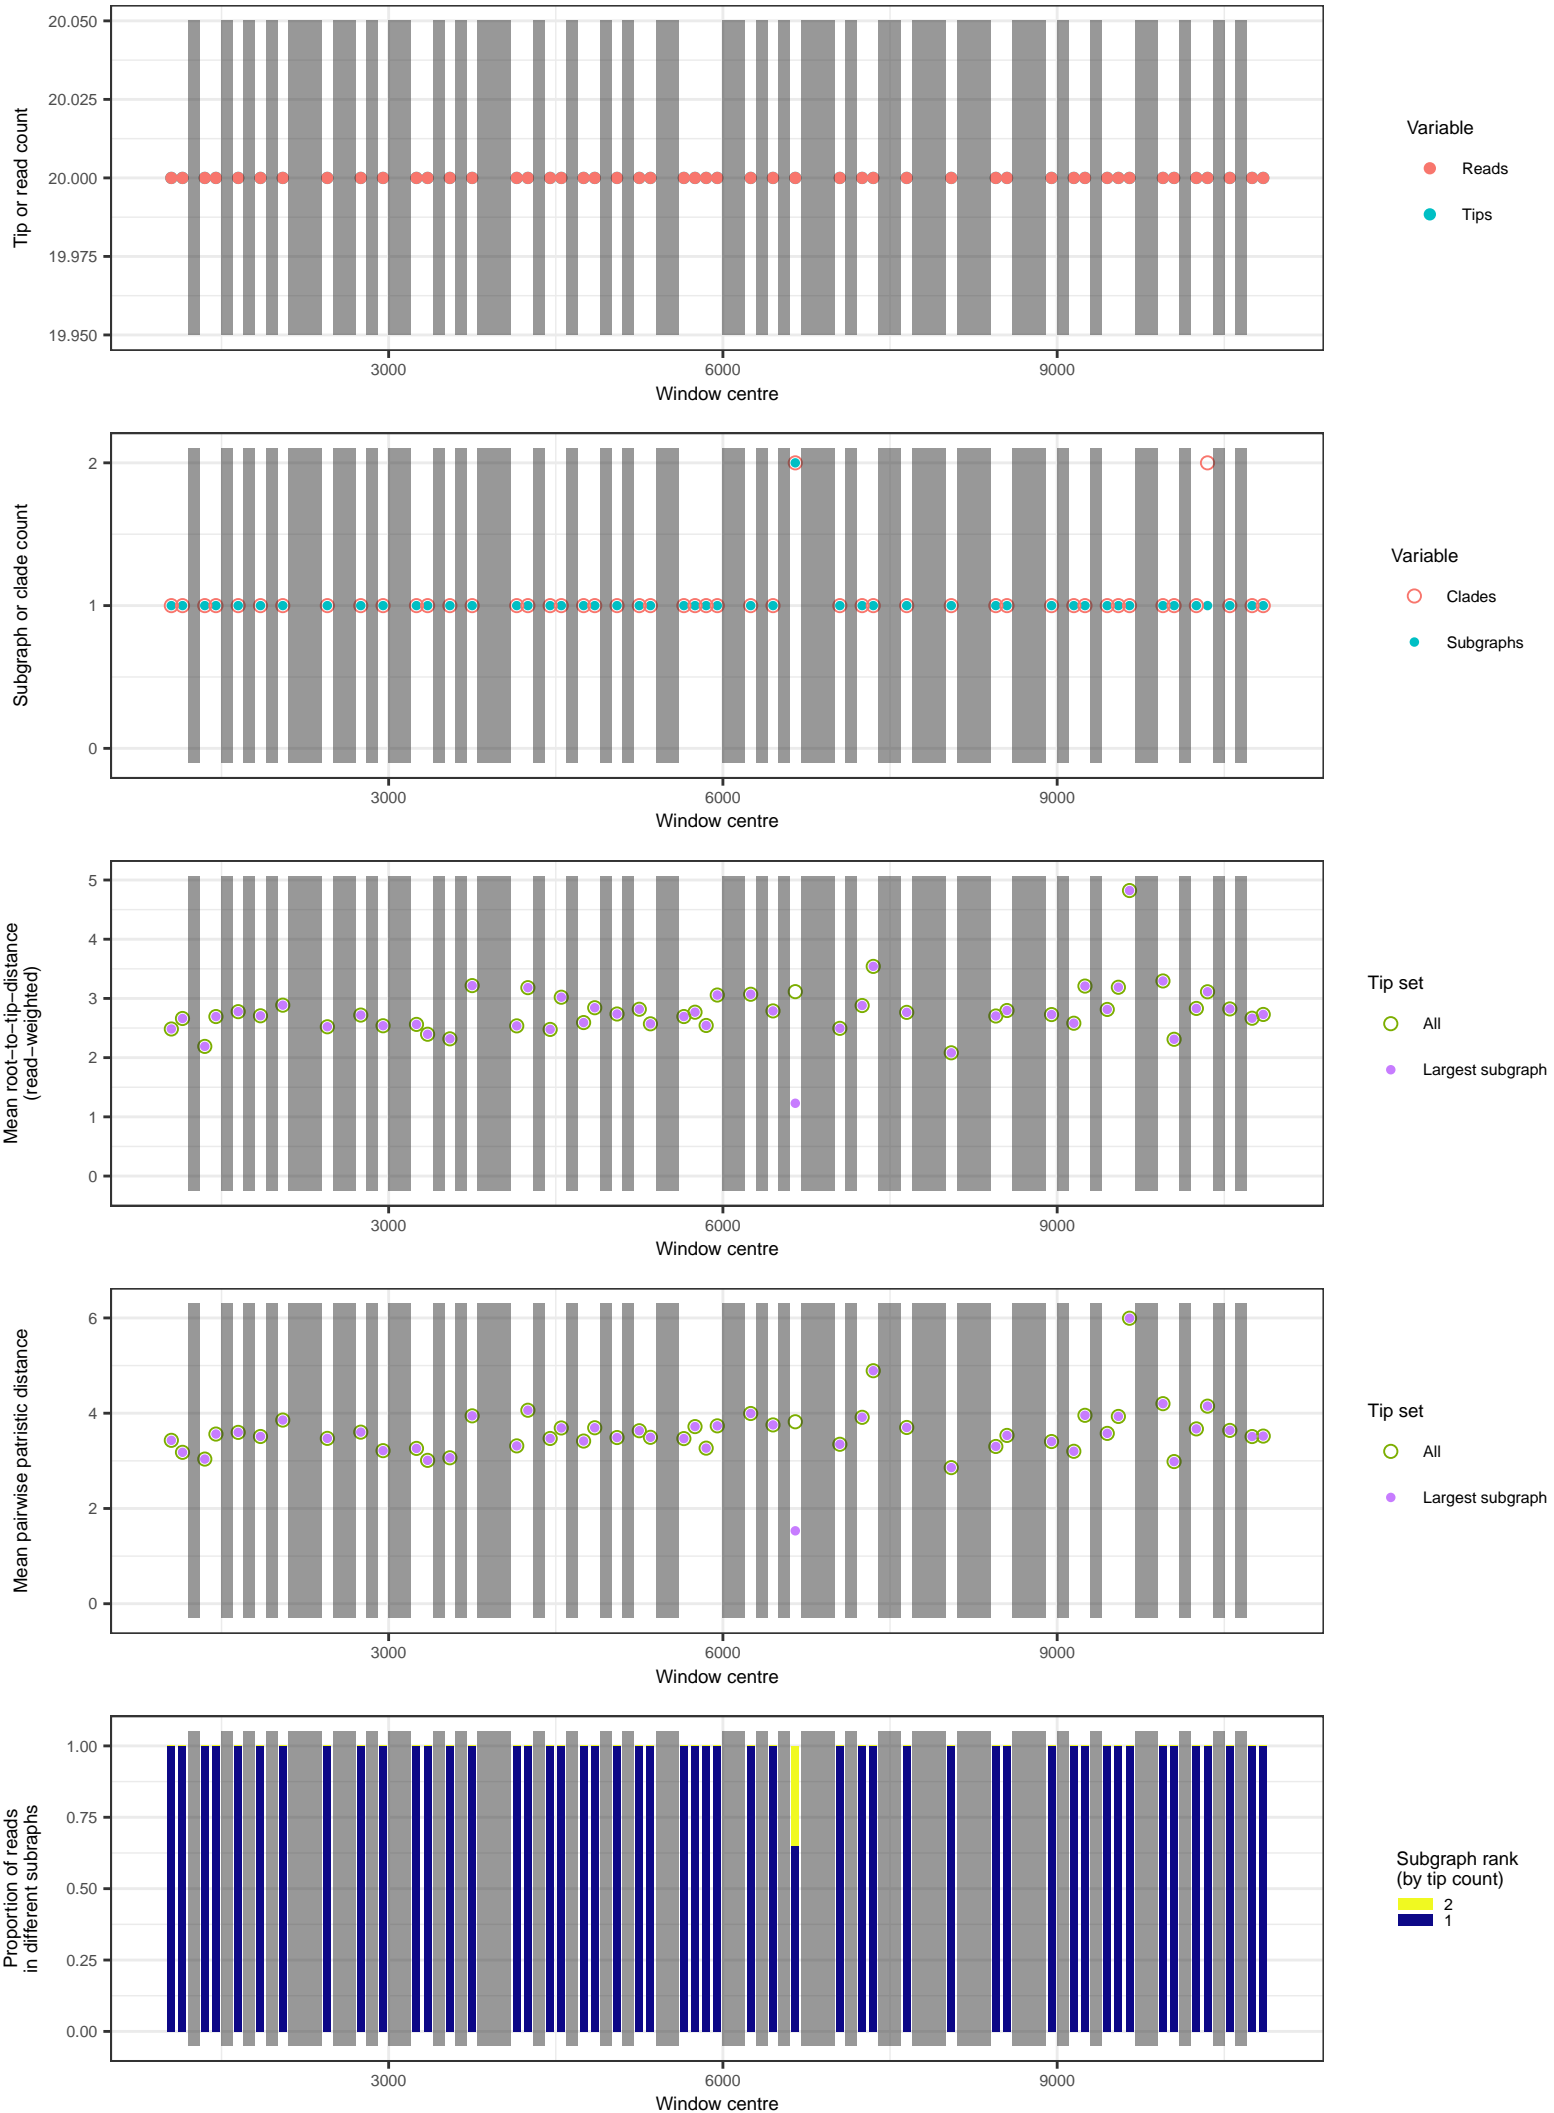 20.050
20.025
20.000
19.975
19.950
Tip or read count
3000
6000
9000
Window centre
Variable
Reads
Tips
2
1
0
Subgraph or clade count
3000
6000
9000
Window centre
Variable
Clades
Subgraphs
5
4
3
2
1
0
Mean root−to−tip−distance
(read−weighted)
3000
6000
9000
Window centre
Tip set
All
Largest subgraph
6
4
2
0
Mean pairwise patristic distance
3000
6000
9000
Window centre
Tip set
All
Largest subgraph
1.00
0.75
0.50
0.25
0.00
Proportion of reads
in different subraphs
3000
6000
9000
Window centre
Subgraph rank
(by tip count)
2
1